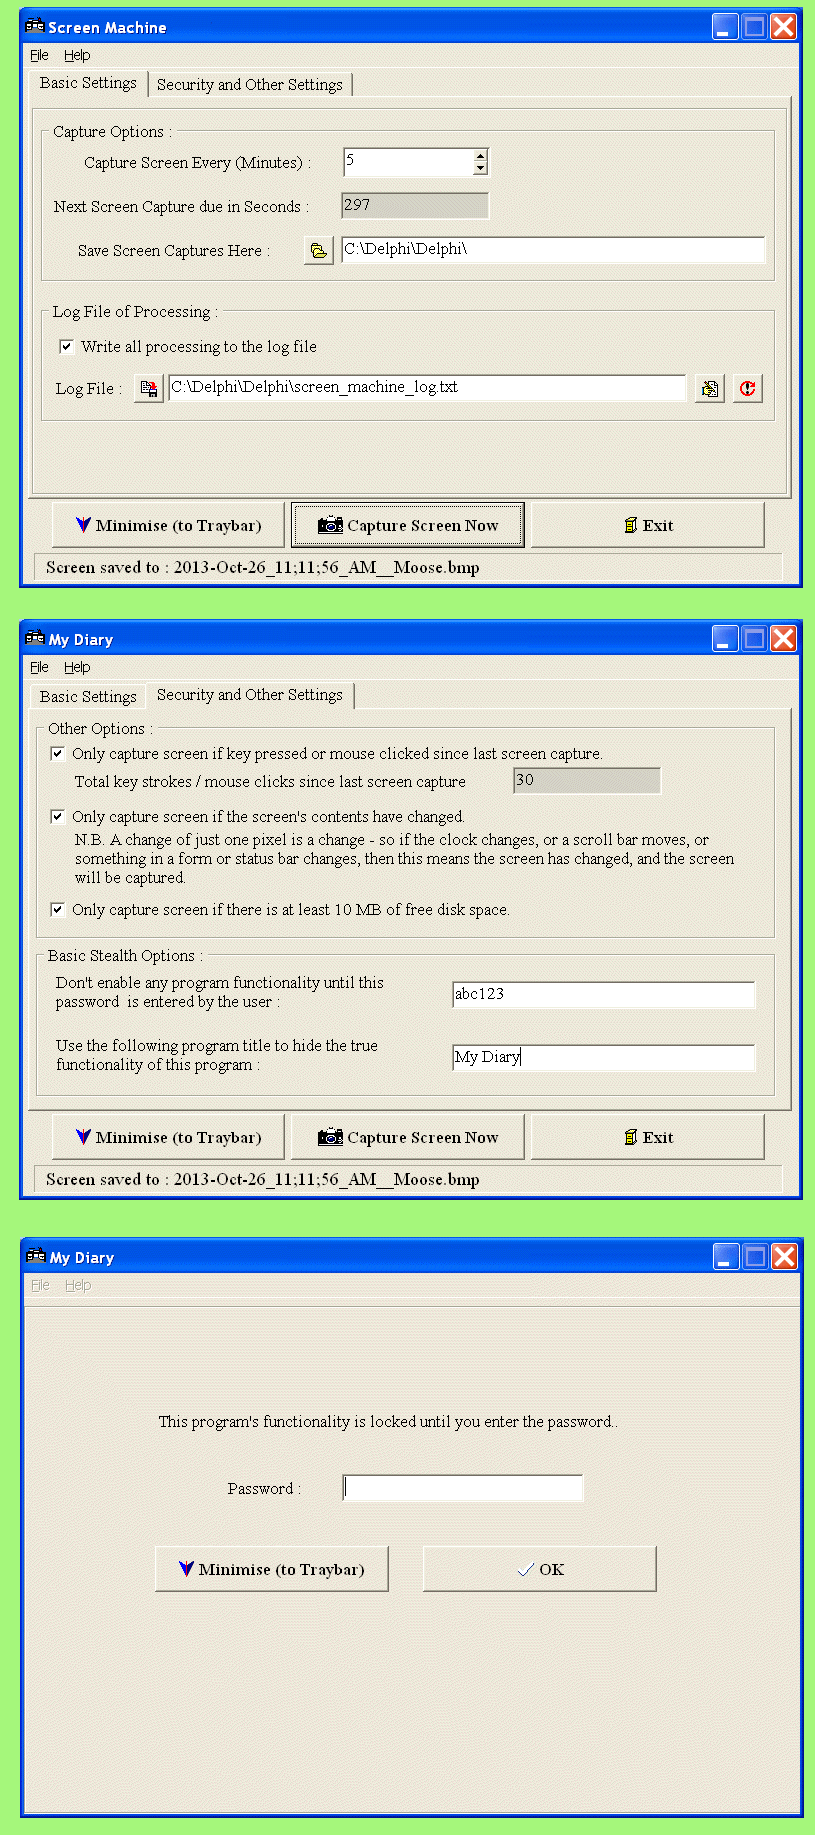 Screen Machine
File Help
Basic Settings Security and Other Settings
Capture Options :
Capture Screen Every (Minutes) : 5
Next Screen Capture due in Seconds : 297
Save Screen Captures Here : C:\Delphi\Delphi\
Log File of Processing :
Write all processing to the log file
Log File : C:\Delphi\Delphi\screen_machine_log.txt
Minimise (to Traybar) Capture Screen Now Exit
Screen saved to : 2013-Oct-26_11;11;56_AM__Moose.bmp
My Diary
File Help
Basic Settings Security and Other Settings
Other Options :
Only capture screen if key pressed or mouse clicked since last screen capture.
Total key strokes / mouse clicks since last screen capture 30
Only capture screen if the screen's contents have changed.
N.B. A change of just one pixel is a change - so if the clock changes, or a scroll bar moves, or
something in a form or status bar changes, then this means the screen has changed, and the screen
will be captured.
Only capture screen if there is at least 10 MB of free disk space.
Basic Stealth Options :
Don't enable any program functionality until this
password is entered by the user : abc123
Use the following program title to hide the true
functionality of this program : My Diary
Minimise (to Traybar) Capture Screen Now Exit
Screen saved to : 2013-Oct-26_11;11;56_AM__Moose.bmp
My Diary
File Help
This program's functionality is locked until you enter the password..
Password :
Minimise (to Traybar) OK